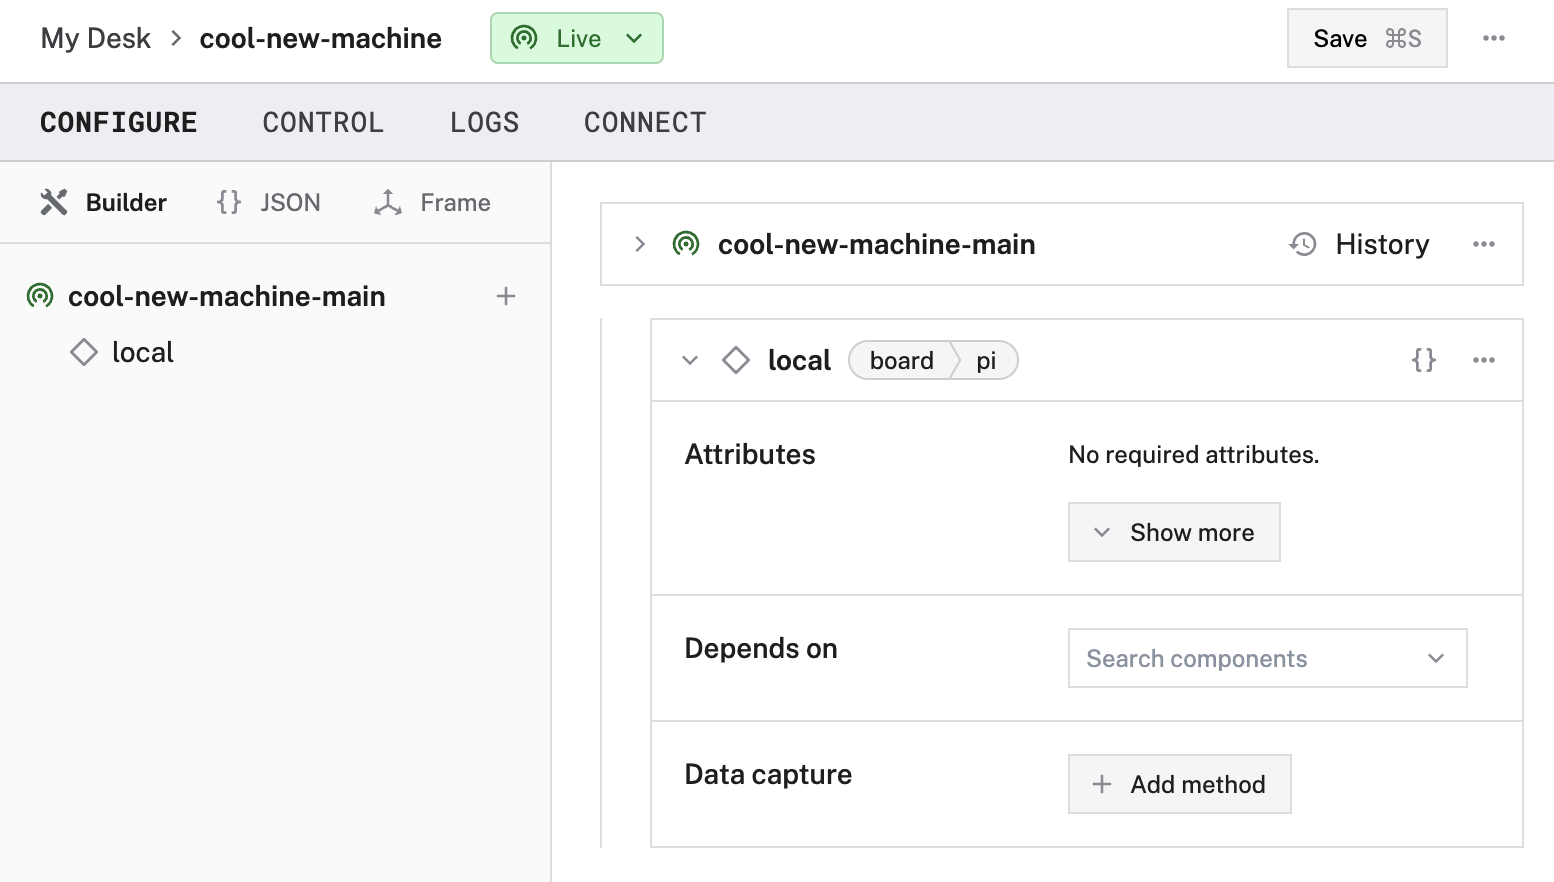 My Desk > cool-new-machine Live Save ⌘S
CONFIGURE CONTROL LOGS CONNECT
Builder {} JSON Frame
cool-new-machine-main
local
cool-new-machine-main History
local board pi {}
Attributes No required attributes.
Show more
Depends on Search components
Data capture + Add method